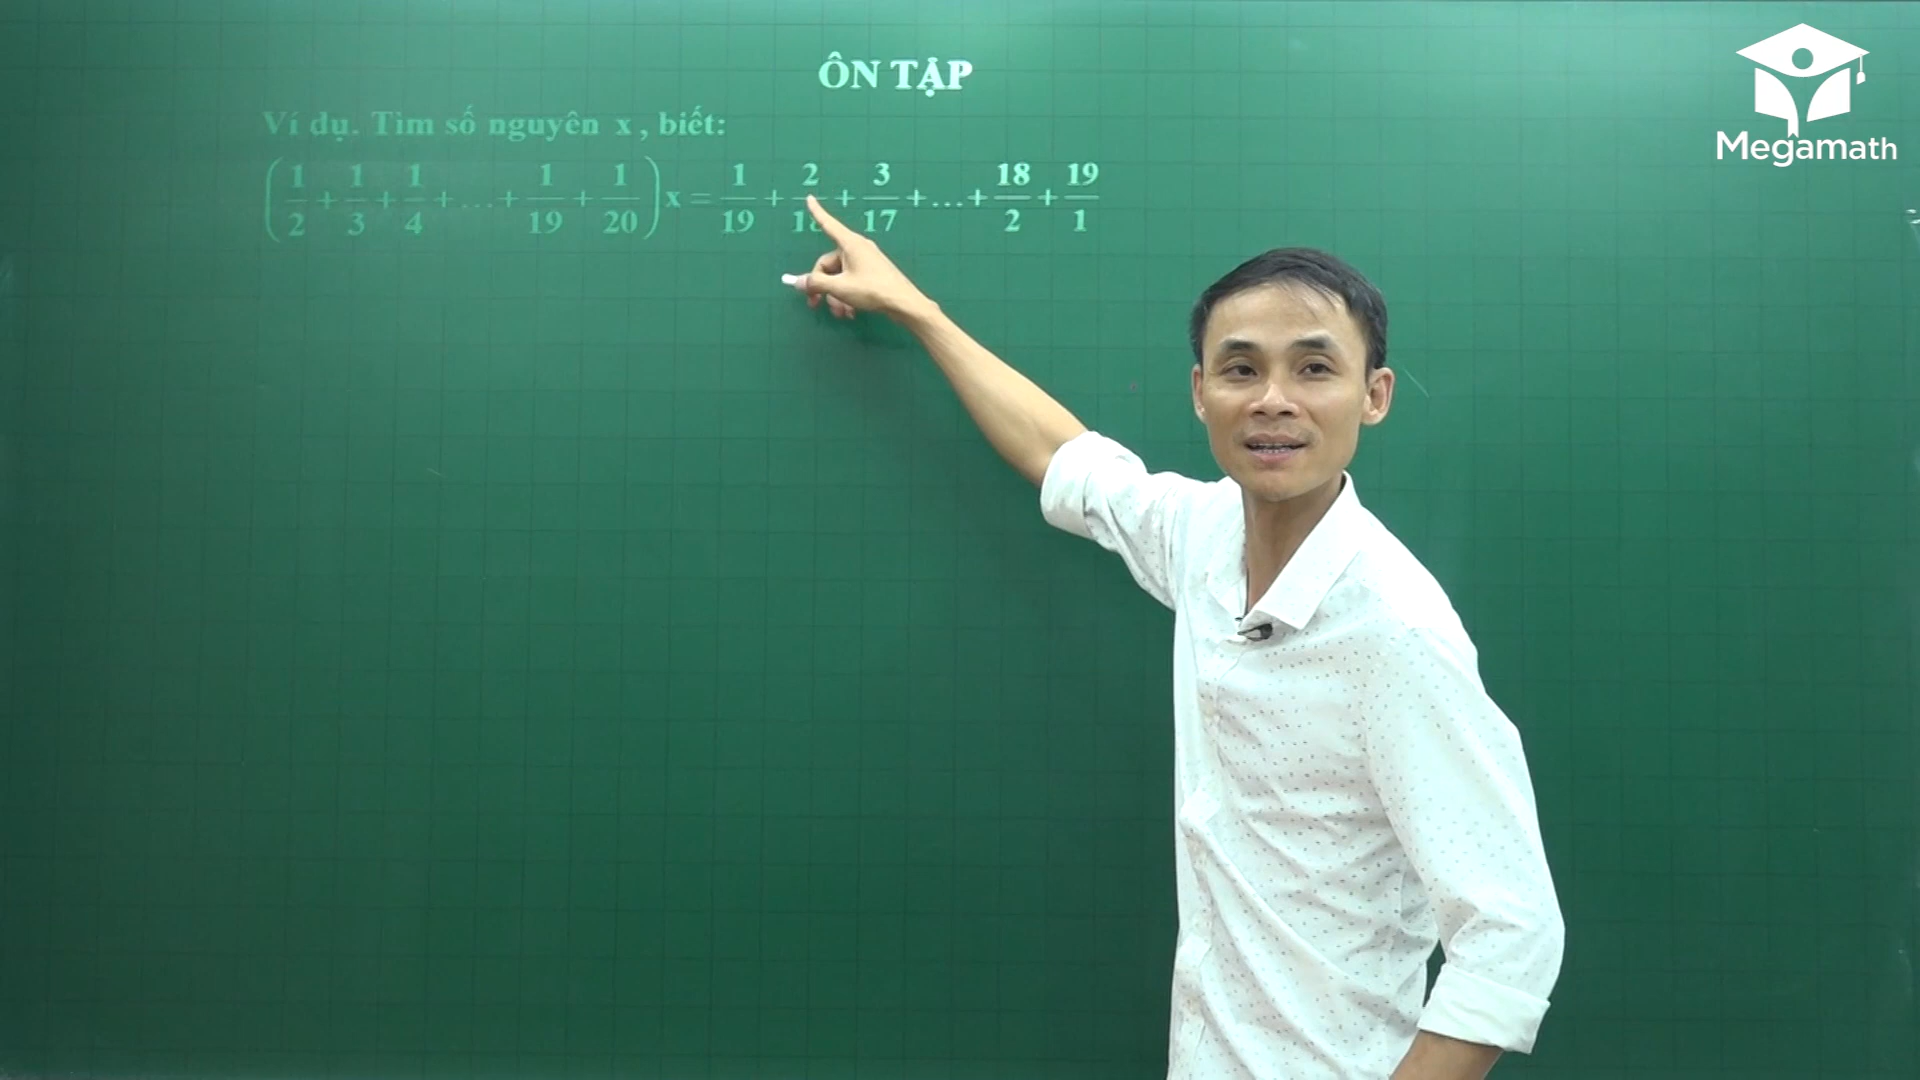 Megamath
ÔN TẬP
Ví dụ. Tìm số nguyên x , biết:
(1/2 + 1/3 + 1/4 + ... + 1/19 + 1/20) x = 1/19 + 2/18 + 3/17 + ... + 18/2 + 19/1